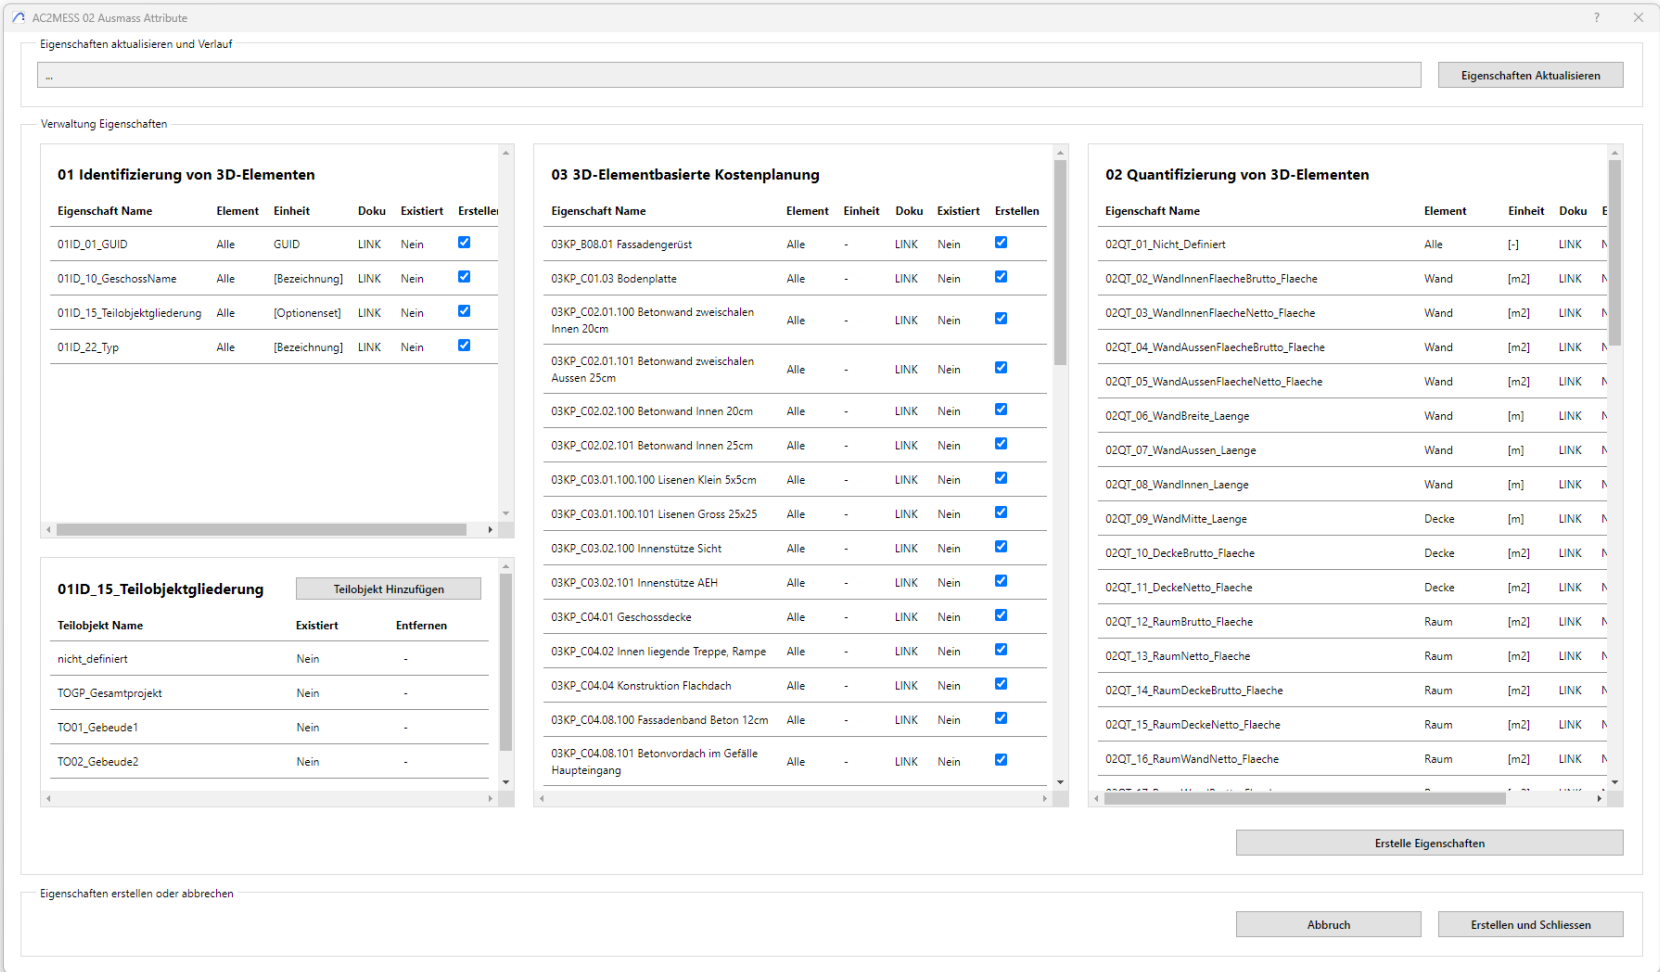 AC2MESS 02 Ausmass Attribute
Eigenschaften aktualisieren und Verlauf
...
Eigenschaften Aktualisieren
Verwaltung Eigenschaften
01 Identifizierung von 3D-Elementen
Eigenschaft Name Element Einheit Doku Existiert Erstellen
01ID_01_GUID Alle GUID LINK Nein
01ID_10_GeschossName Alle [Bezeichnung] LINK Nein
01ID_15_Teilobjektgliederung Alle [Optionenset] LINK Nein
01ID_22_Typ Alle [Bezeichnung] LINK Nein
01ID_15_Teilobjektgliederung
Teilobjekt Hinzufügen
Teilobjekt Name Existiert Entfernen
nicht_definiert Nein -
TOGP_Gesamtprojekt Nein -
TO01_Gebeude1 Nein -
TO02_Gebeude2 Nein -
03 3D-Elementbasierte Kostenplanung
Eigenschaft Name Element Einheit Doku Existiert Erstellen
03KP_B08.01 Fassadengerüst Alle - LINK Nein
03KP_C01.03 Bodenplatte Alle - LINK Nein
03KP_C02.01.100 Betonwand zweischalen
Innen 20cm Alle - LINK Nein
03KP_C02.01.101 Betonwand zweischalen
Aussen 25cm Alle - LINK Nein
03KP_C02.02.100 Betonwand Innen 20cm Alle - LINK Nein
03KP_C02.02.101 Betonwand Innen 25cm Alle - LINK Nein
03KP_C03.01.100.100 Lisenen Klein 5x5cm Alle - LINK Nein
03KP_C03.01.100.101 Lisenen Gross 25x25 Alle - LINK Nein
03KP_C03.02.100 Innenstütze Sicht Alle - LINK Nein
03KP_C03.02.101 Innenstütze AEH Alle - LINK Nein
03KP_C04.01 Geschossdecke Alle - LINK Nein
03KP_C04.02 Innen liegende Treppe, Rampe Alle - LINK Nein
03KP_C04.04 Konstruktion Flachdach Alle - LINK Nein
03KP_C04.08.100 Fassadenband Beton 12cm Alle - LINK Nein
03KP_C04.08.101 Betonvordach im Gefälle
Haupteingang Alle - LINK Nein
02 Quantifizierung von 3D-Elementen
Eigenschaft Name Element Einheit Doku
02QT_01_Nicht_Definiert Alle [-] LINK
02QT_02_WandInnenFlaecheBrutto_Flaeche Wand [m2] LINK
02QT_03_WandInnenFlaecheNetto_Flaeche Wand [m2] LINK
02QT_04_WandAussenFlaecheBrutto_Flaeche Wand [m2] LINK
02QT_05_WandAussenFlaecheNetto_Flaeche Wand [m2] LINK
02QT_06_WandBreite_Laenge Wand [m] LINK
02QT_07_WandAussen_Laenge Wand [m] LINK
02QT_08_WandInnen_Laenge Wand [m] LINK
02QT_09_WandMitte_Laenge Decke [m] LINK
02QT_10_DeckeBrutto_Flaeche Decke [m2] LINK
02QT_11_DeckeNetto_Flaeche Decke [m2] LINK
02QT_12_RaumBrutto_Flaeche Raum [m2] LINK
02QT_13_RaumNetto_Flaeche Raum [m2] LINK
02QT_14_RaumDeckeBrutto_Flaeche Raum [m2] LINK
02QT_15_RaumDeckeNetto_Flaeche Raum [m2] LINK
02QT_16_RaumWandNetto_Flaeche Raum [m2] LINK
Erstelle Eigenschaften
Eigenschaften erstellen oder abbrechen
Abbruch
Erstellen und Schliessen